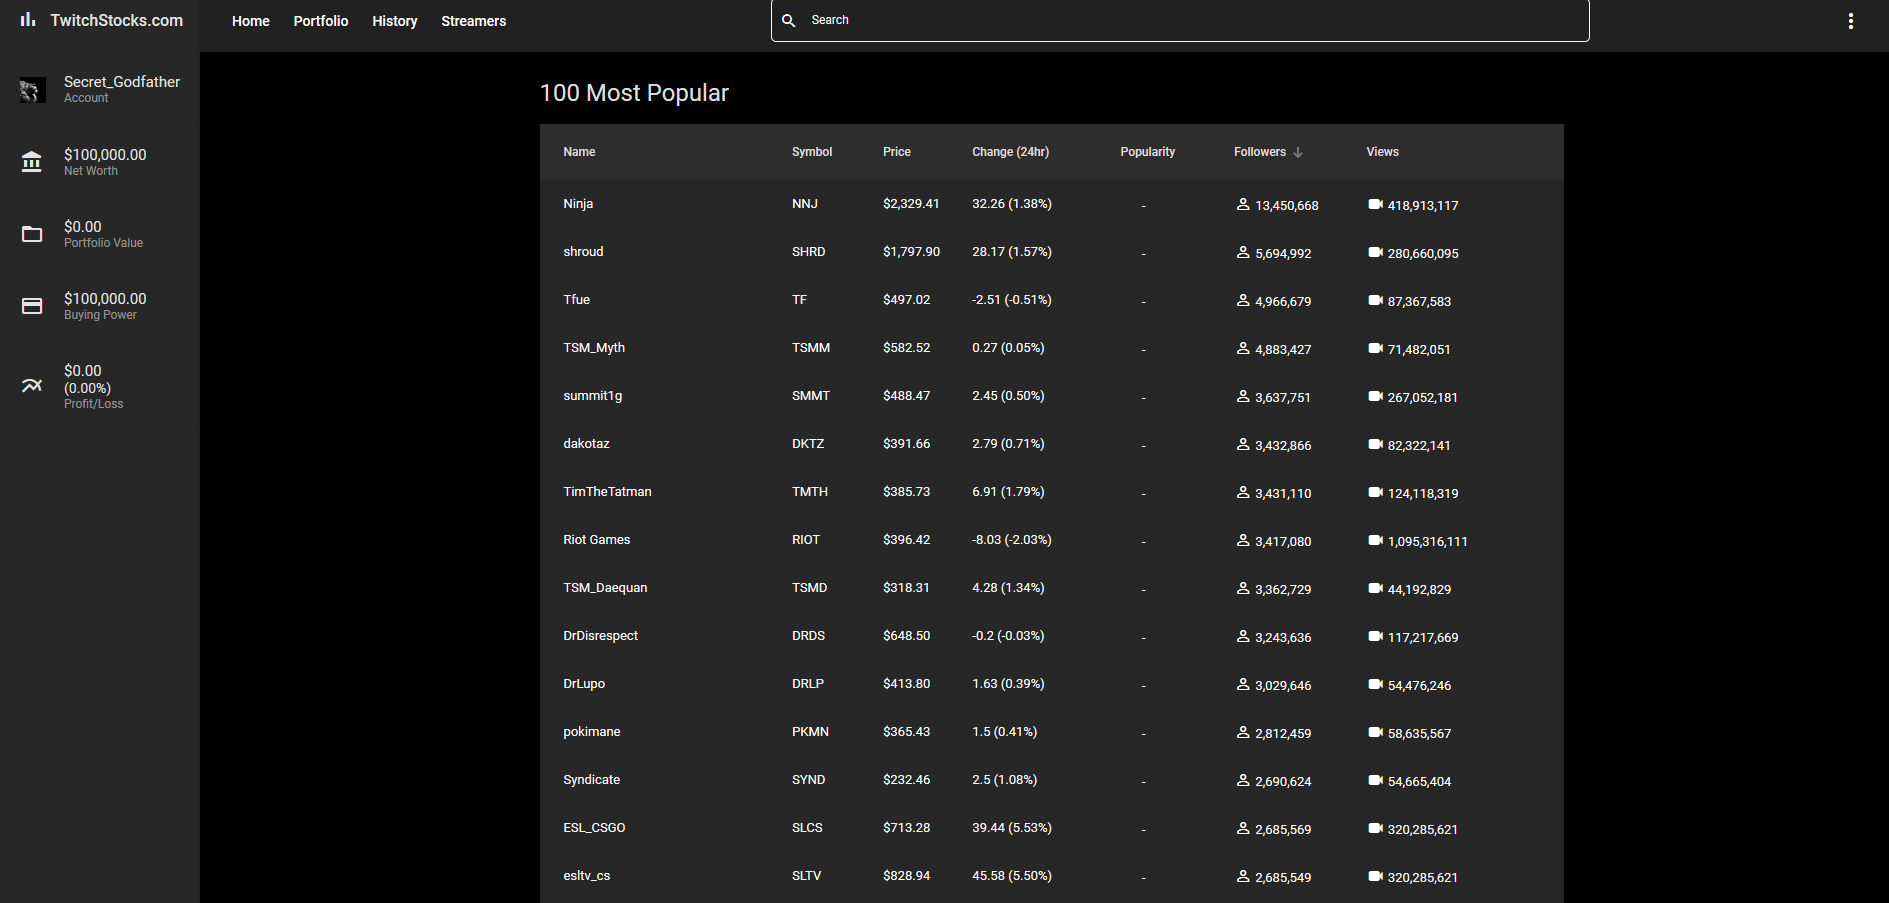 TwitchStocks.com
Home Portfolio History Streamers
Search
Secret_Godfather
Account
$100,000.00
Net Worth
$0.00
Portfolio Value
$100,000.00
Buying Power
$0.00
(0.00%)
Profit/Loss
100 Most Popular
Name Symbol Price Change (24hr) Popularity Followers Views
Ninja NNJ $2,329.41 32.26 (1.38%) - 13,450,668 418,913,117
shroud SHRD $1,797.90 28.17 (1.57%) - 5,694,992 280,660,095
Tfue TF $497.02 -2.51 (-0.51%) - 4,966,679 87,367,583
TSM_Myth TSMM $582.52 0.27 (0.05%) - 4,883,427 71,482,051
summit1g SMMT $488.47 2.45 (0.50%) - 3,637,751 267,052,181
dakotaz DKTZ $391.66 2.79 (0.71%) - 3,432,866 82,322,141
TimTheTatman TMTH $385.73 6.91 (1.79%) - 3,431,110 124,118,319
Riot Games RIOT $396.42 -8.03 (-2.03%) - 3,417,080 1,095,316,111
TSM_Daequan TSMD $318.31 4.28 (1.34%) - 3,362,729 44,192,829
DrDisrespect DRDS $648.50 -0.2 (-0.03%) - 3,243,636 117,217,669
DrLupo DRLP $413.80 1.63 (0.39%) - 3,029,646 54,476,246
pokimane PKMN $365.43 1.5 (0.41%) - 2,812,459 58,635,567
Syndicate SYND $232.46 2.5 (1.08%) - 2,690,624 54,665,404
ESL_CSGO SLCS $713.28 39.44 (5.53%) - 2,685,569 320,285,621
esltv_cs SLTV $828.94 45.58 (5.50%) - 2,685,549 320,285,621